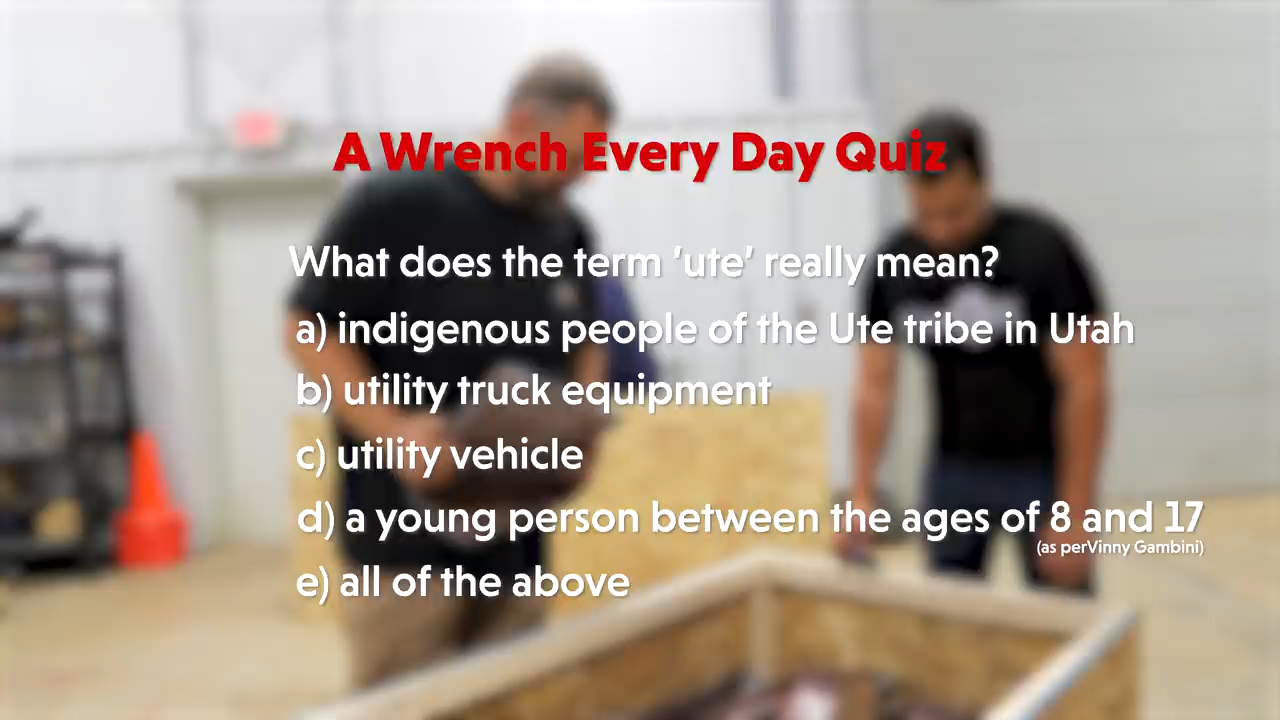 A Wrench Every Day Quiz
What does the term 'ute' really mean?
a) indigenous people of the Ute tribe in Utah
b) utility truck equipment
c) utility vehicle
d) a young person between the ages of 8 and 17
(as perVinny Gambini)
e) all of the above